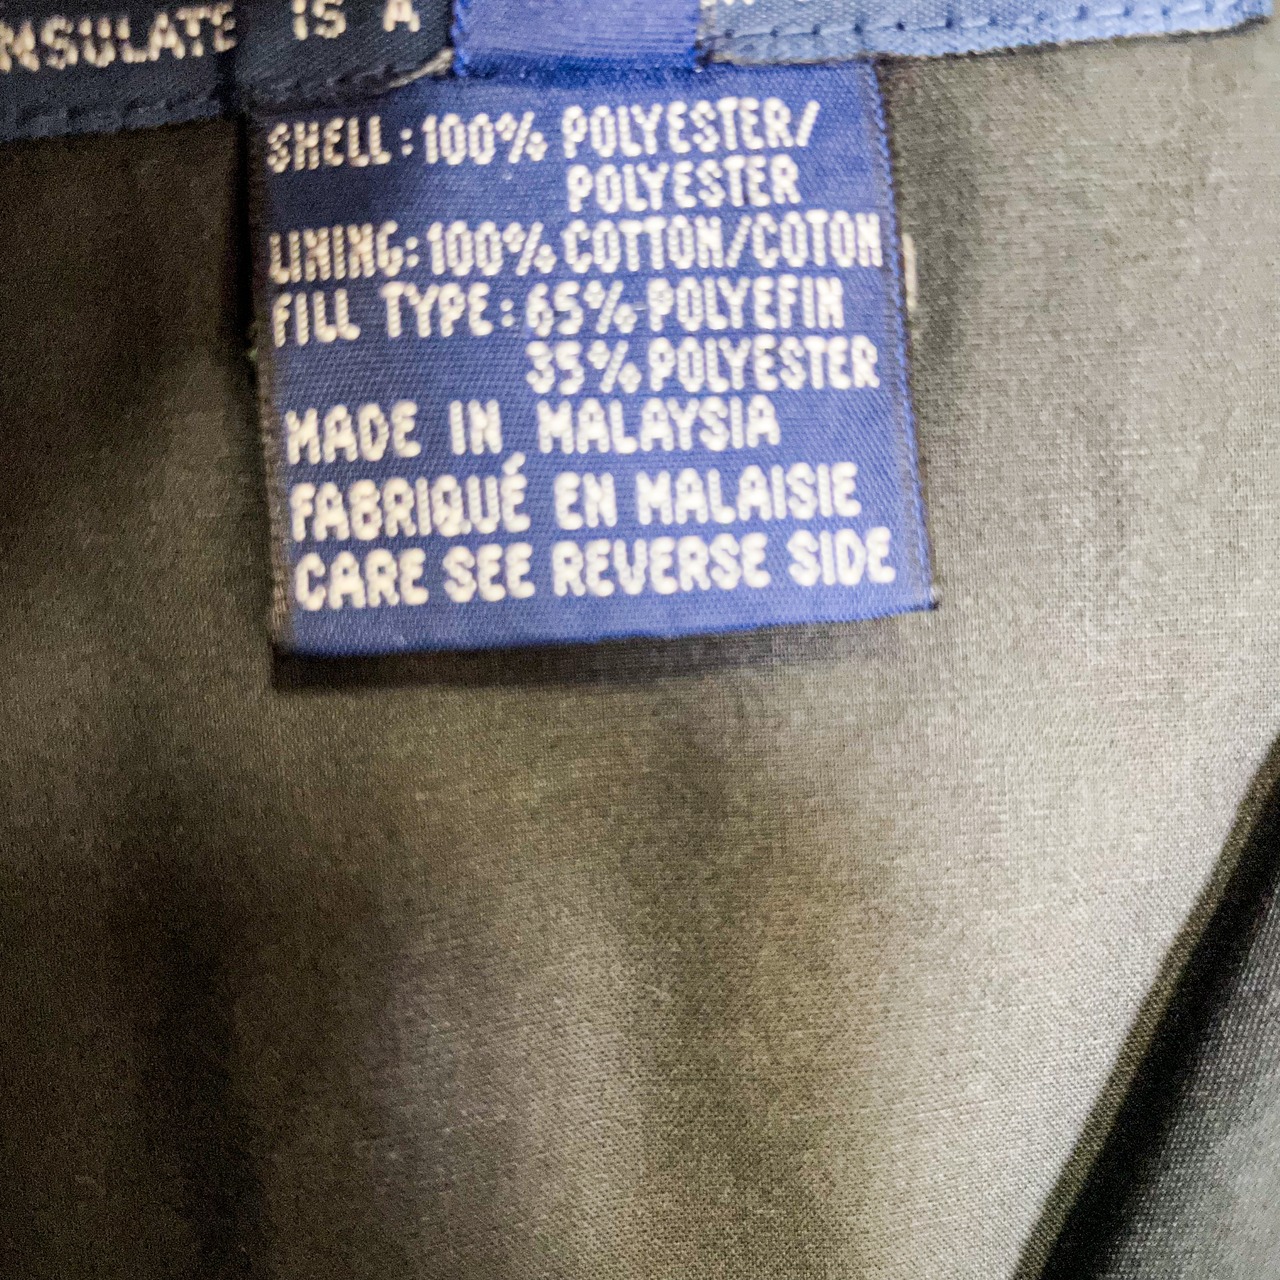 NSULATE IS A
SHELL: 100% POLYESTER/
POLYESTER
LINING: 100% COTTON/COTON
FILL TYPE: 65% POLYEFIN
35% POLYESTER
MADE IN MALAYSIA
FABRIQUÉ EN MALAISIE
CARE SEE REVERSE SIDE